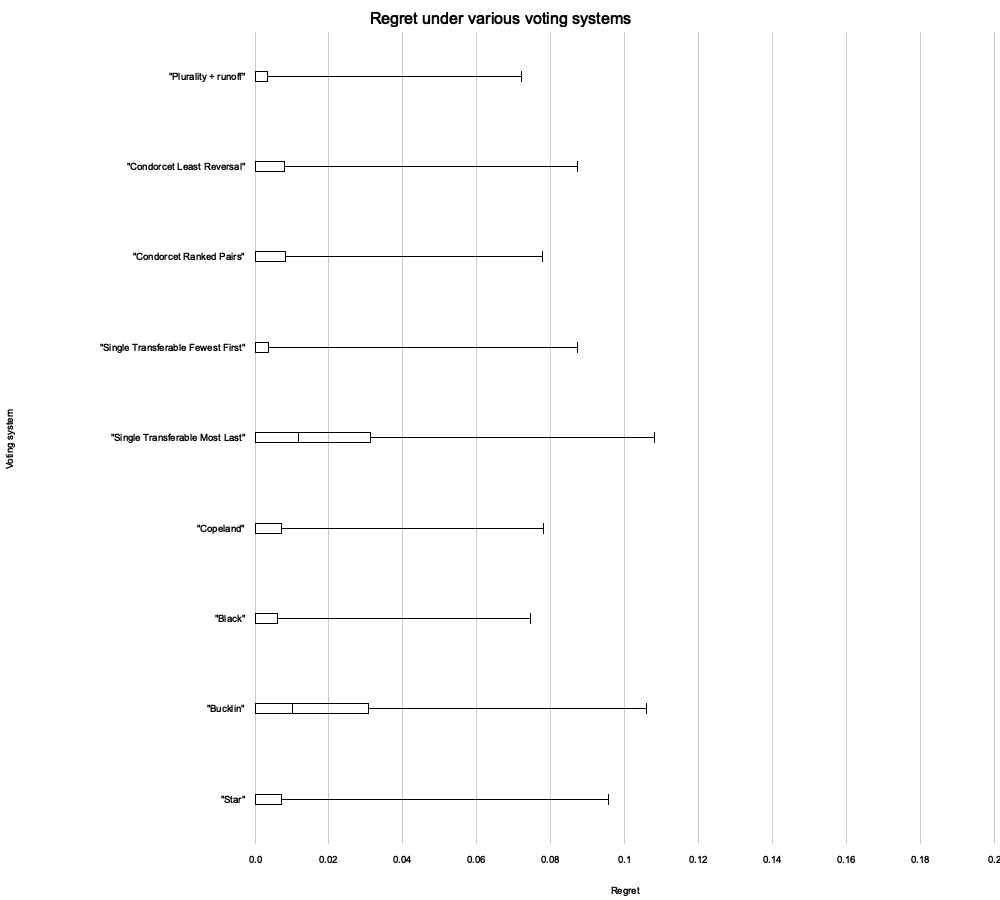 Regret under various voting systems
"Plurality + runoff"
"Condorcet Least Reversal"
"Condorcet Ranked Pairs"
"Single Transferable Fewest First"
Voting system
"Single Transferable Most Last"
"Copeland"
"Black"
"Bucklin"
"Star"
0.0 0.02 0.04 0.06 0.08 0.1 0.12 0.14 0.16 0.18 0.2
Regret